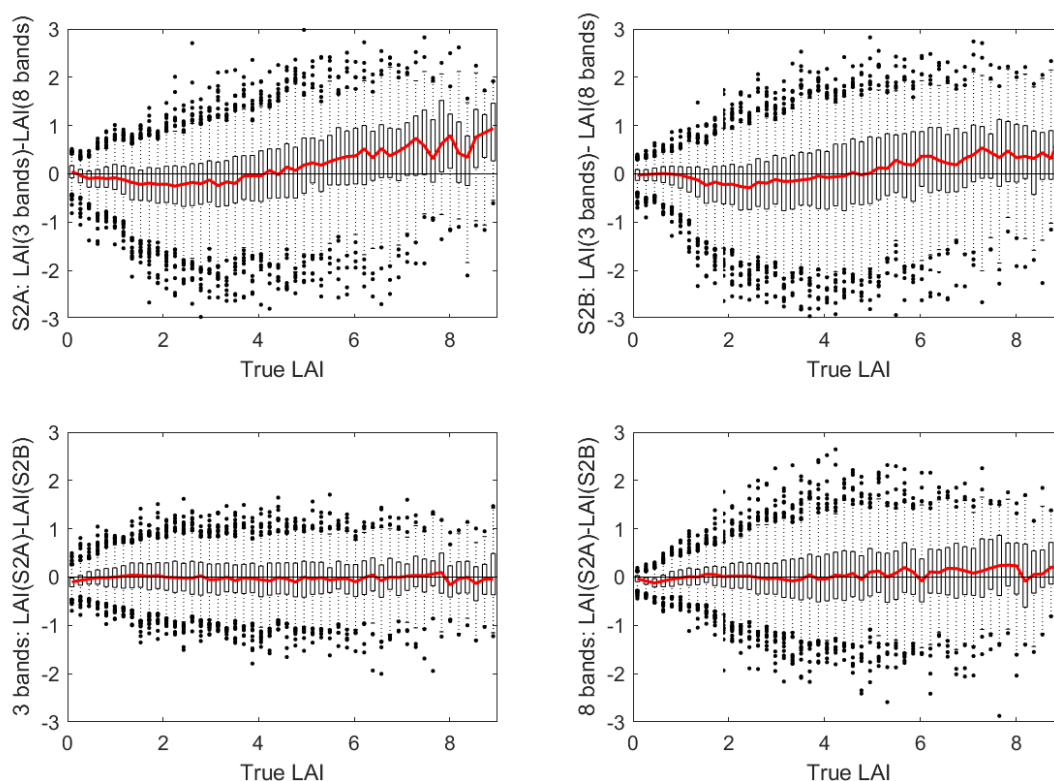 S2A: LAI(3 bands)-LAI(8 bands)
3
2
1
0
-1
-2
-3
0 2 4 6 8
True LAI
S2B: LAI(3 bands)- LAI(8 bands)
3
2
1
0
-1
-2
-3
0 2 4 6 8
True LAI
3 bands: LAI(S2A)-LAI(S2B)
3
2
1
0
-1
-2
-3
0 2 4 6 8
True LAI
8 bands: LAI(S2A)-LAI(S2B)
3
2
1
0
-1
-2
-3
0 2 4 6 8
True LAI